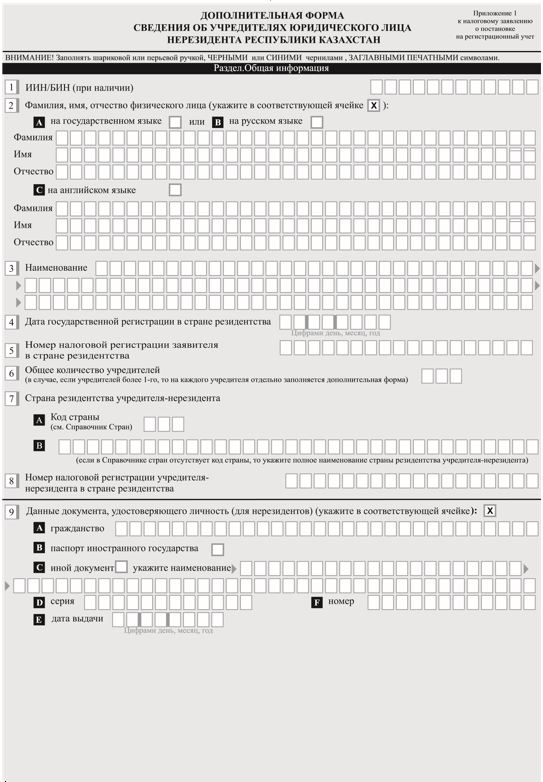 ДОПОЛНИТЕЛЬНАЯ ФОРМА
СВЕДЕНИЯ ОБ УЧРЕДИТЕЛЯХ ЮРИДИЧЕСКОГО ЛИЦА
НЕРЕЗИДЕНТА РЕСПУБЛИКИ КАЗАХСТАН
Приложение 1
к налоговому заявлению
о постановке
на регистрационный учет
ВНИМАНИЕ! Заполнять шариковой или перьевой ручкой, ЧЕРНЫМИ или СИНИМИ чернилами , ЗАГЛАВНЫМИ ПЕЧАТНЫМИ символами.
Раздел.Общая информация
1 ИИН/БИН (при наличии)
2 Фамилия, имя, отчество физического лица (укажите в соответствующей ячейке X ):
A на государственном языке или B на русском языке
Фамилия
Имя
Отчество
C на английском языке
Фамилия
Имя
Отчество
3 Наименование
4 Дата государственной регистрации в стране резидентства
Цифрами день, месяц, год
5 Номер налоговой регистрации заявителя
в стране резидентства
6 Общее количество учредителей
(в случае, если учредителей более 1-го, то на каждого учредителя отдельно заполняется дополнительная форма)
7 Страна резидентства учредителя-нерезидента
A Код страны
(см. Справочник Стран)
B
(если в Справочнике стран отсутствует код страны, то укажите полное наименование страны резидентства учредителя-нерезидента)
8 Номер налоговой регистрации учредителя-
нерезидента в стране резидентства
9 Данные документа, удостоверяющего личность (для нерезидентов) (укажите в соответствующей ячейке): X
A гражданство
B паспорт иностранного государства
C иной документ укажите наименование
D серия F номер
E дата выдачи
Цифрами день, месяц, год